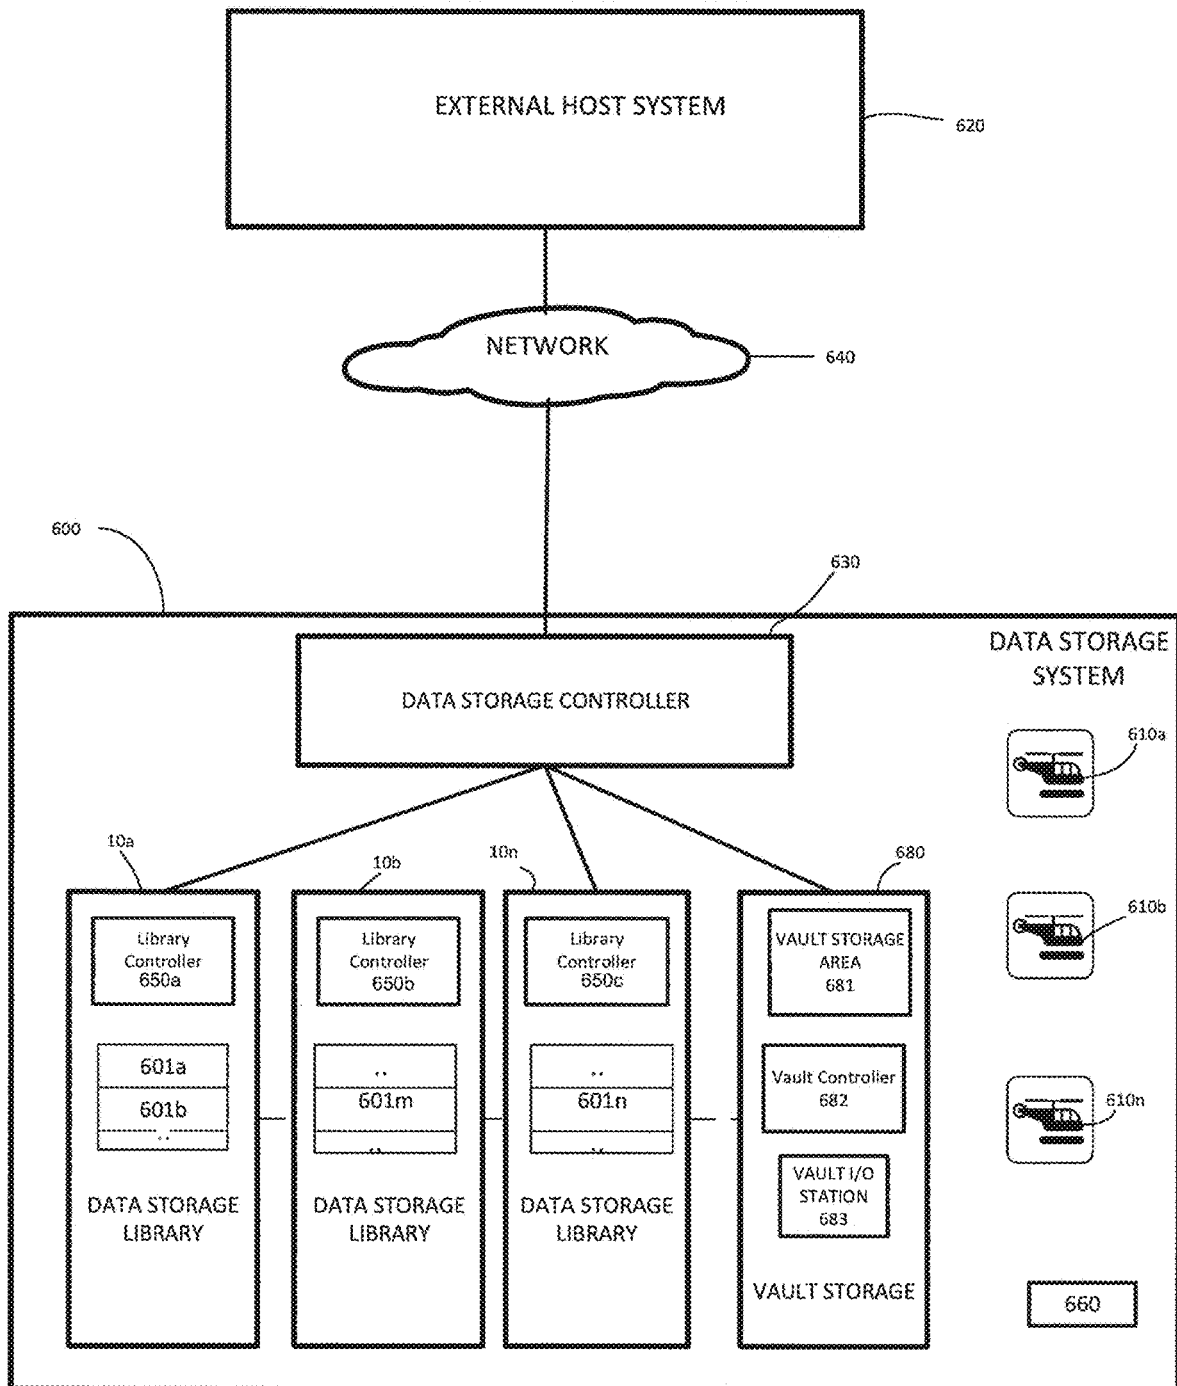 EXTERNAL HOST SYSTEM
620
NETWORK
640
600
630
DATA STORAGE CONTROLLER
DATA STORAGE
SYSTEM
610a
610b
610n
660
10a
Library
Controller
650a
601a
601b
..
DATA STORAGE
LIBRARY
10b
Library
Controller
650b
..
601m
..
DATA STORAGE
LIBRARY
10n
Library
Controller
650c
..
601n
..
DATA STORAGE
LIBRARY
680
VAULT STORAGE
AREA
681
Vault Controller
682
VAULT I/O
STATION
683
VAULT STORAGE